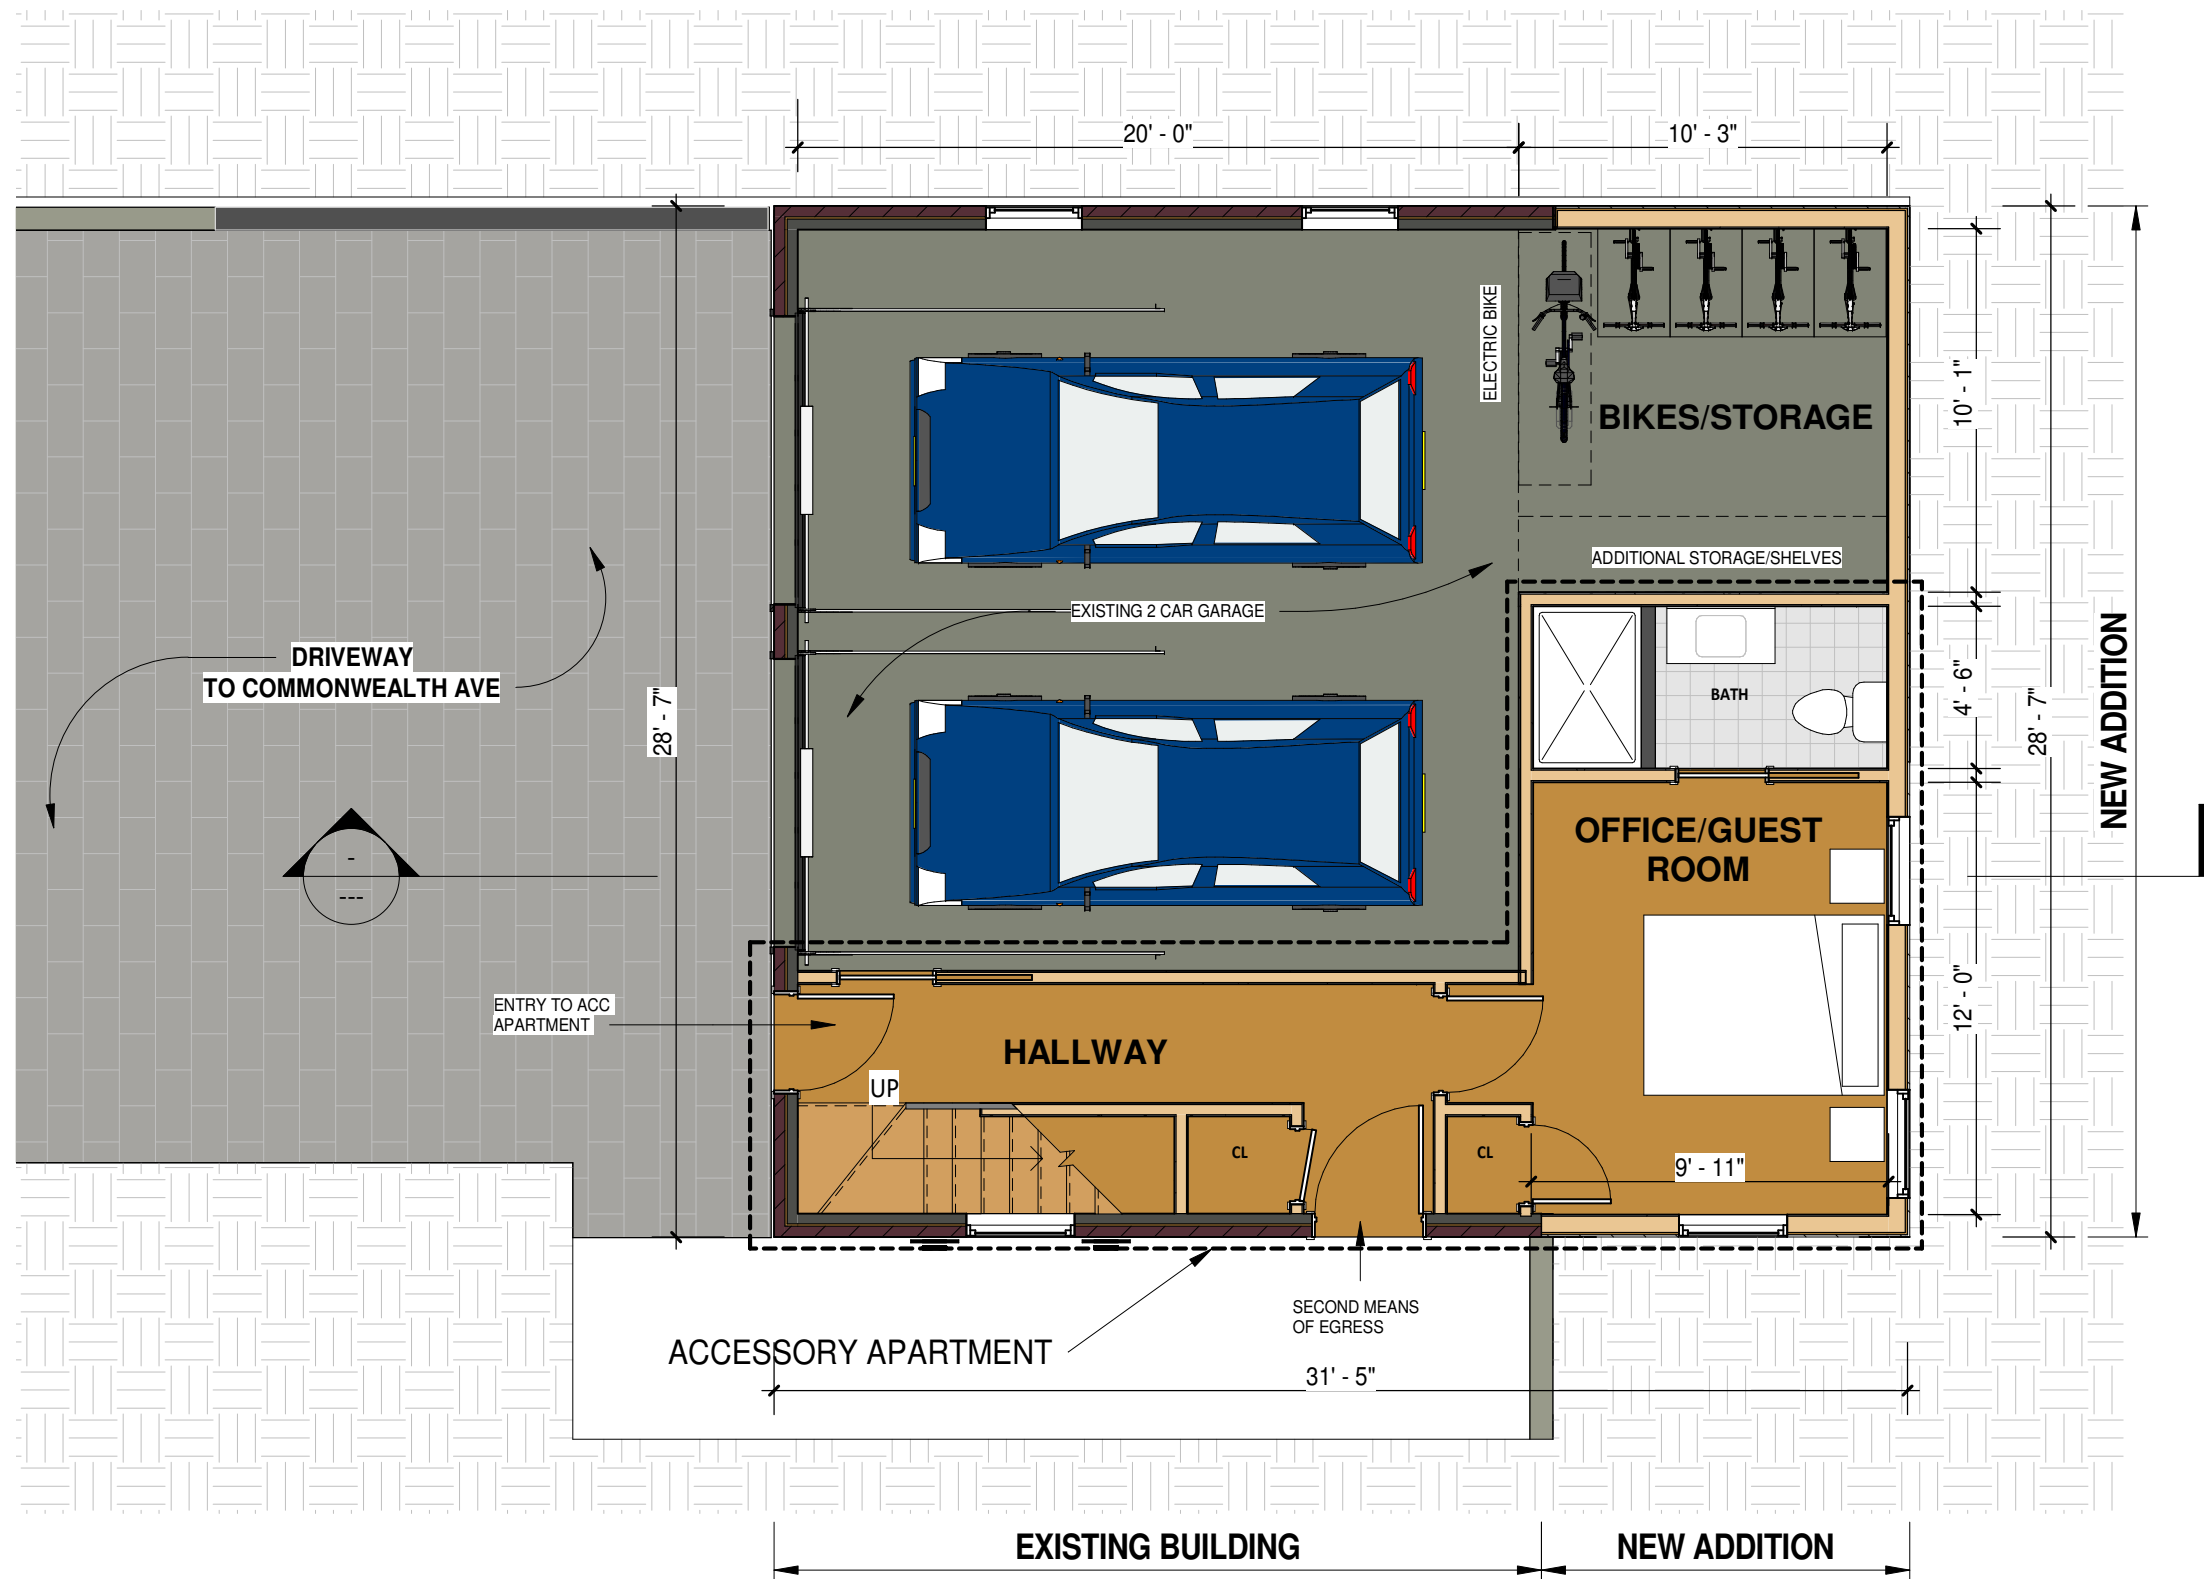 20' - 0"
10' - 3"
ELECTRIC BIKE
BIKES/STORAGE
10' - 1"
ADDITIONAL STORAGE/SHELVES
EXISTING 2 CAR GARAGE
DRIVEWAY
TO COMMONWEALTH AVE
28' - 7"
BATH
4' - 6"
28' - 7"
NEW ADDITION
OFFICE/GUEST
ROOM
-
---
ENTRY TO ACC
APARTMENT
HALLWAY
12' - 0"
UP
CL
CL
9' - 11"
SECOND MEANS
OF EGRESS
ACCESSORY APARTMENT
31' - 5"
EXISTING BUILDING
NEW ADDITION